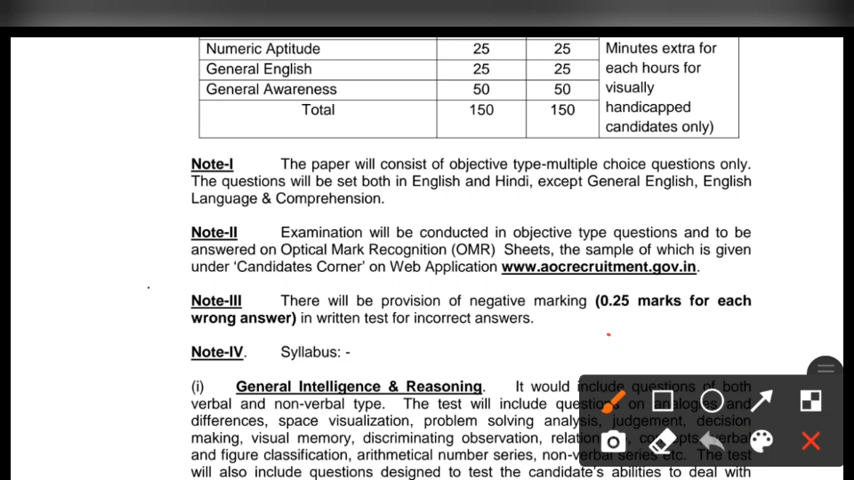 Numeric Aptitude 25 25 Minutes extra for
General English 25 25 each hours for
General Awareness 50 50 visually
Total 150 150 handicapped
candidates only)
Note-I The paper will consist of objective type-multiple choice questions only.
The questions will be set both in English and Hindi, except General English, English
Language & Comprehension.
Note-II Examination will be conducted in objective type questions and to be
answered on Optical Mark Recognition (OMR) Sheets, the sample of which is given
under ‘Candidates Corner’ on Web Application www.aocrecruitment.gov.in.
Note-III There will be provision of negative marking (0.25 marks for each
wrong answer) in written test for incorrect answers.
Note-IV. Syllabus: -
(i) General Intelligence & Reasoning. It would include questions of both
verbal and non-verbal type. The test will include questions on analogies and
differences, space visualization, problem solving analysis, judgement, decision
making, visual memory, discriminating observation, relation concepts, verbal
and figure classification, arithmetical number series, non-verbal series etc. The test
will also include questions designed to test the candidate's abilities to deal with